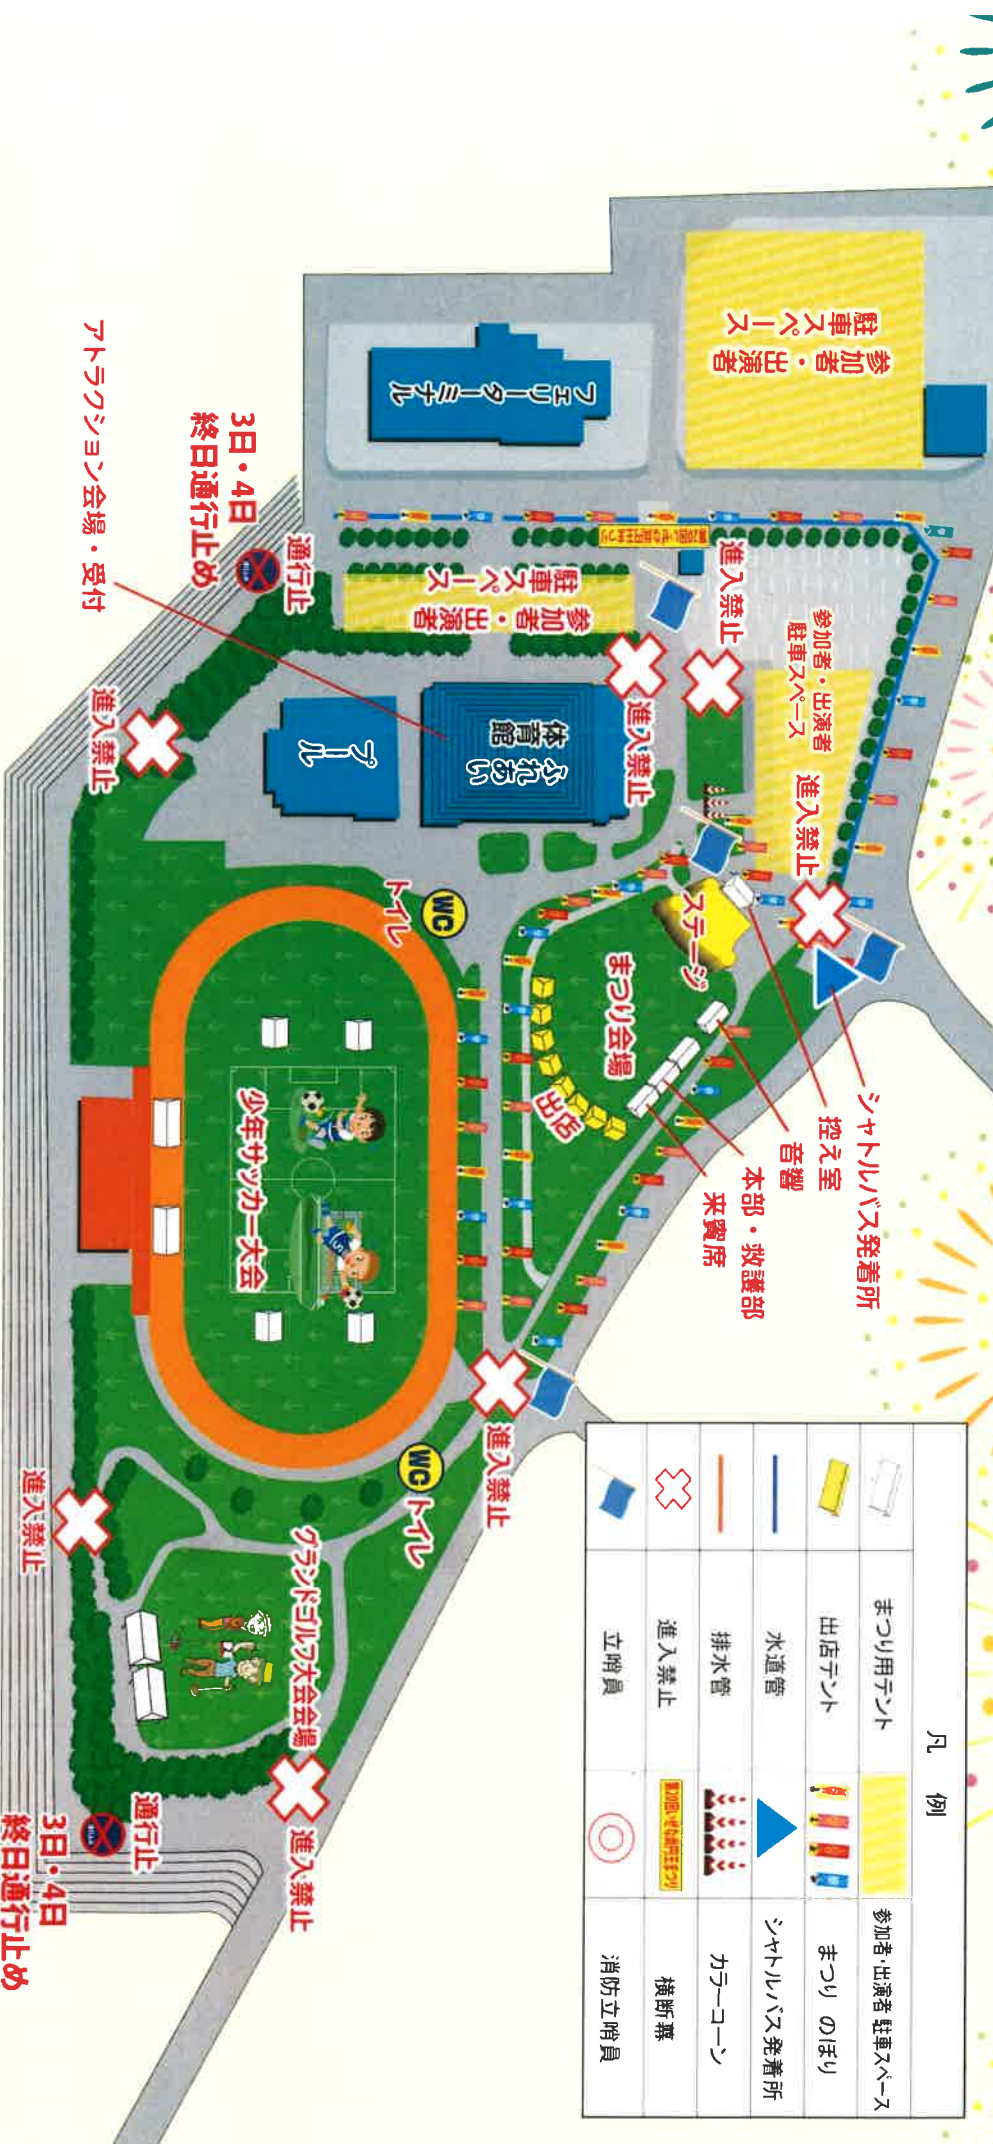 参加者・出演者
駐車スペース
フェリーターミナル
アトラクション会場・受付
3日・4日
終日通行止め
通行止
進入禁止
参加者・出演者
駐車スペース
進入禁止
参加者・出演者
駐車スペース
進入禁止
進入禁止
ふれあい
体育館
プール
トイレ
WC
ステージ
まつり会場
出店
シャトルバス発着所
控え室
音響
本部・救護部
来賓席
少年サッカー大会
進入禁止
WC
トイレ
進入禁止
グランドゴルフ大会会場
進入禁止
通行止
3日・4日
終日通行止め
凡 例
まつり用テント
参加者・出演者 駐車スペース
出店テント
まつり のぼり
水道管
シャトルバス発着所
排水管
カラーコーン
進入禁止
横断幕
立哨員
消防立哨員